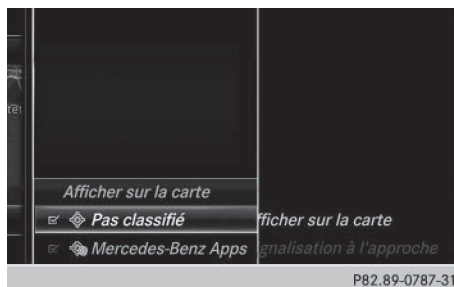 Afficher sur la carte
Pas classifié
fficher sur la carte
Mercedes-Benz Apps
gnalisation à l'approche
P82.89-0787-31